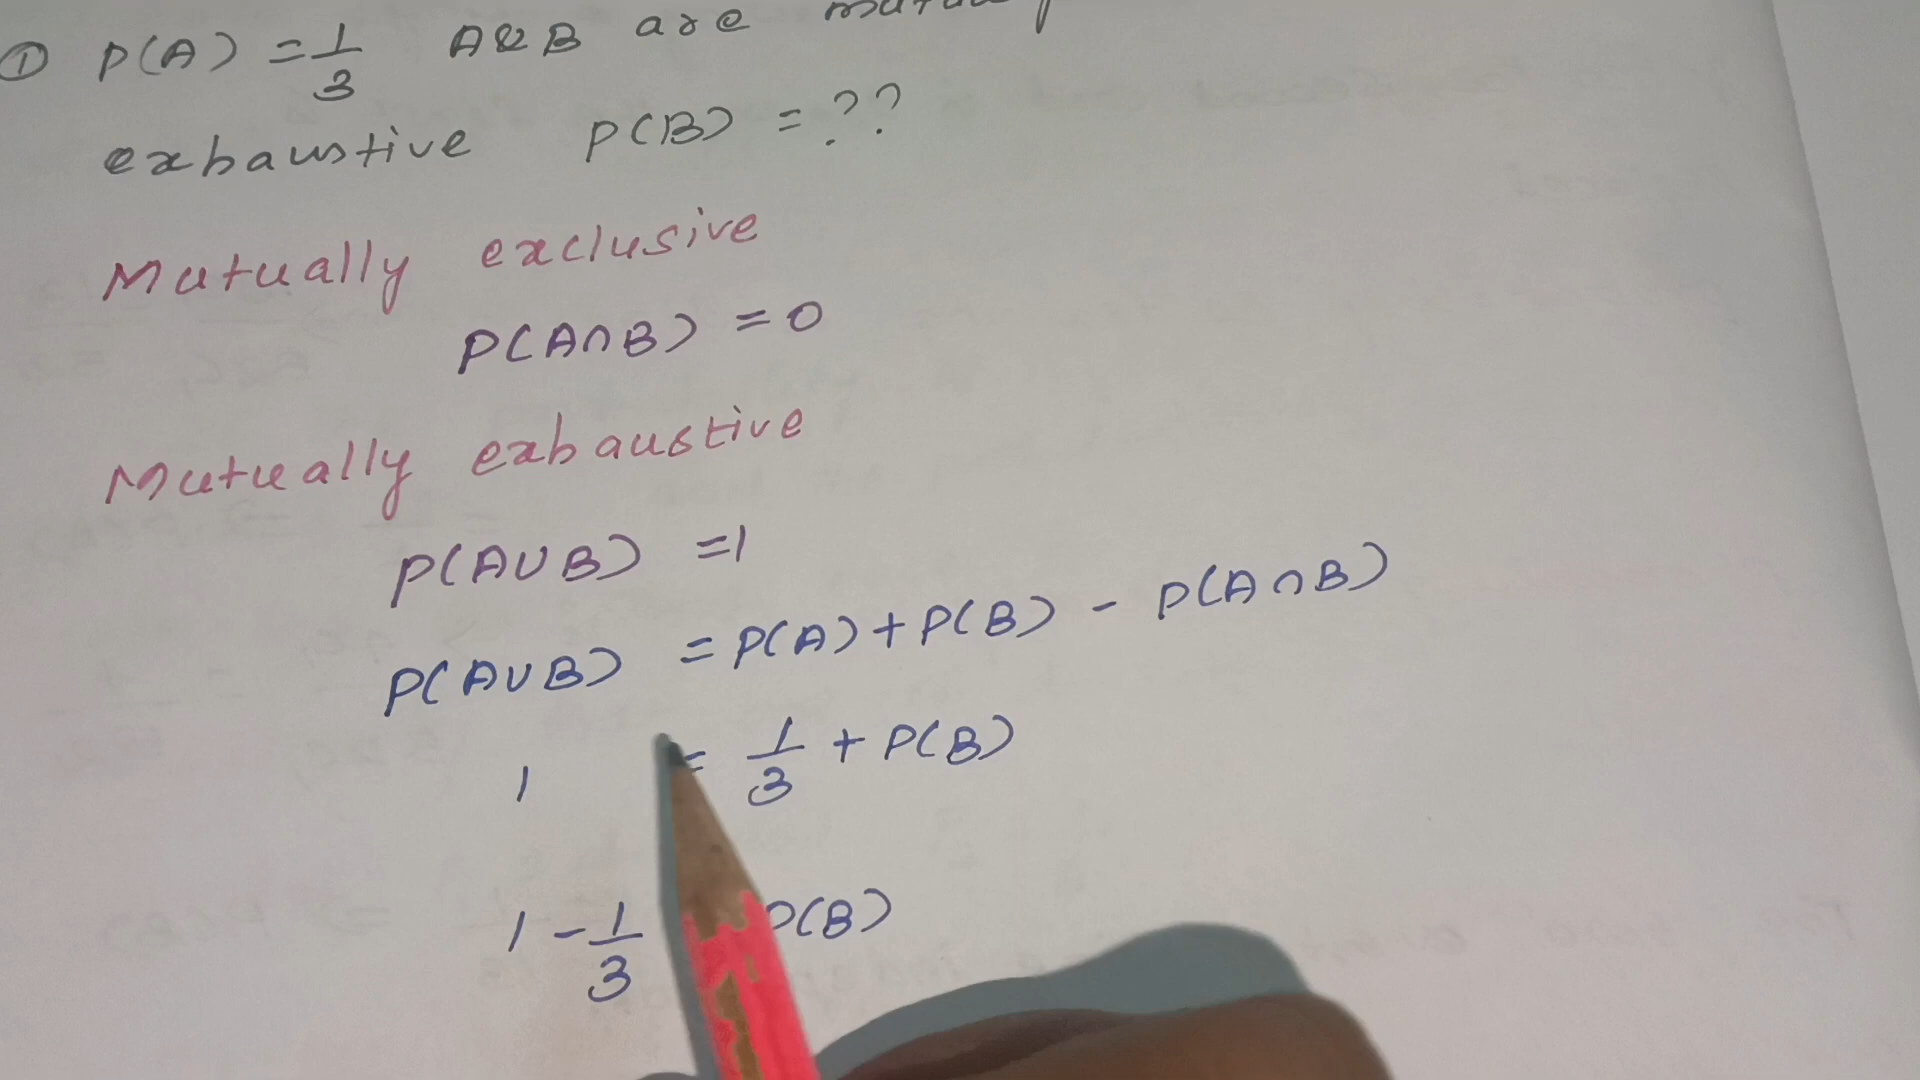 ① P(A) = 1/3 A & B are
exhaustive P(B) = ??
Mutually exclusive
P(A∩B) = 0
Mutually exhaustive
P(A∪B) = 1
P(A∪B) = P(A) + P(B) - P(A∩B)
1 = 1/3 + P(B)
1 - 1/3 P(B)